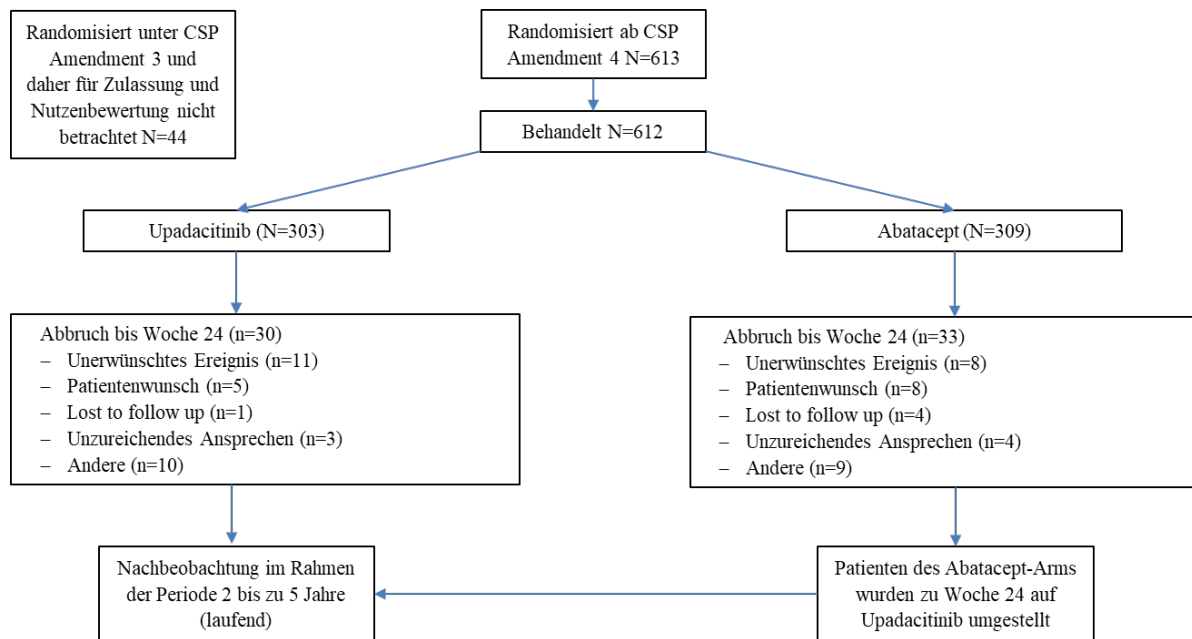 Randomisiert unter CSP
Amendment 3 und
daher für Zulassung und
Nutzenbewertung nicht
betrachtet N=44
Randomisiert ab CSP
Amendment 4 N=613
Behandelt N=612
Upadacitinib (N=303)
Abatacept (N=309)
Abbruch bis Woche 24 (n=30)
– Unerwünschtes Ereignis (n=11)
– Patientenwunsch (n=5)
– Lost to follow up (n=1)
– Unzureichendes Ansprechen (n=3)
– Andere (n=10)
Abbruch bis Woche 24 (n=33)
– Unerwünschtes Ereignis (n=8)
– Patientenwunsch (n=8)
– Lost to follow up (n=4)
– Unzureichendes Ansprechen (n=4)
– Andere (n=9)
Nachbeobachtung im Rahmen
der Periode 2 bis zu 5 Jahre
(laufend)
Patienten des Abatacept-Arms
wurden zu Woche 24 auf
Upadacitinib umgestellt